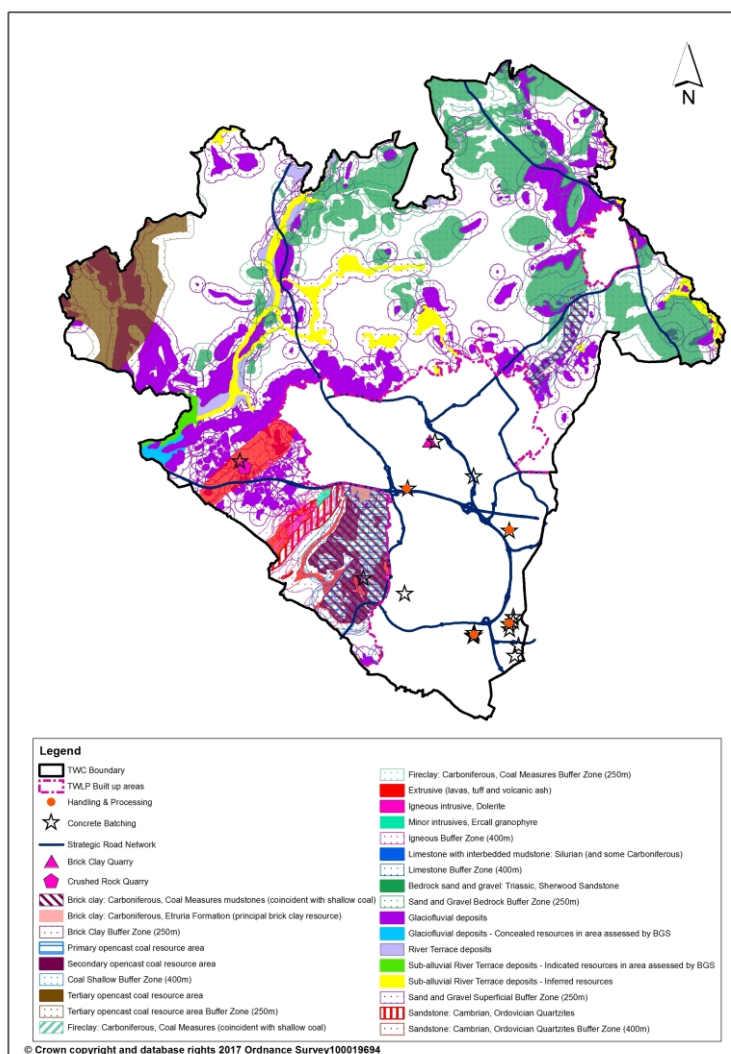 N
Legend
TWC Boundary
TWLP Built up areas
Handling & Processing
Concrete Batching
Strategic Road Network
Brick Clay Quarry
Crushed Rock Quarry
Brick clay: Carboniferous, Coal Measures mudstones (coincident with shallow coal)
Brick clay: Carboniferous, Etruria Formation (principal brick clay resource)
Brick Clay Buffer Zone (250m)
Primary opencast coal resource area
Secondary opencast coal resource area
Coal Shallow Buffer Zone (400m)
Tertiary opencast coal resource area
Tertiary opencast coal resource area Buffer Zone (250m)
Fireclay: Carboniferous, Coal Measures (coincident with shallow coal)
Fireclay: Carboniferous, Coal Measures Buffer Zone (250m)
Extrusive (lavas, tuff and volcanic ash)
Igneous intrusive, Dolerite
Minor intrusives, Ercall granophyre
Igneous Buffer Zone (400m)
Limestone with interbedded mudstone: Silurian (and some Carboniferous)
Limestone Buffer Zone (400m)
Bedrock sand and gravel: Triassic, Sherwood Sandstone
Sand and Gravel Bedrock Buffer Zone (250m)
Glaciofluvial deposits
Glaciofluvial deposits - Concealed resources in area assessed by BGS
River Terrace deposits
Sub-alluvial River Terrace deposits - Indicated resources in area assessed by BGS
Sub-alluvial River Terrace deposits - Inferred resources
Sand and Gravel Superficial Buffer Zone (250m)
Sandstone: Cambrian, Ordovician Quartzites
Sandstone: Cambrian, Ordovician Quartzites Buffer Zone (400m)
© Crown copyright and database rights 2017 Ordnance Survey100019694